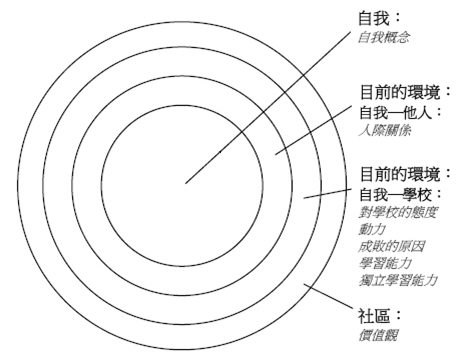 自我：
自我概念
目前的環境：
自我—他人：
人際關係
目前的環境：
自我—學校：
對學校的態度
動力
成敗的原因
學習能力
獨立學習能力
社區：
價值觀